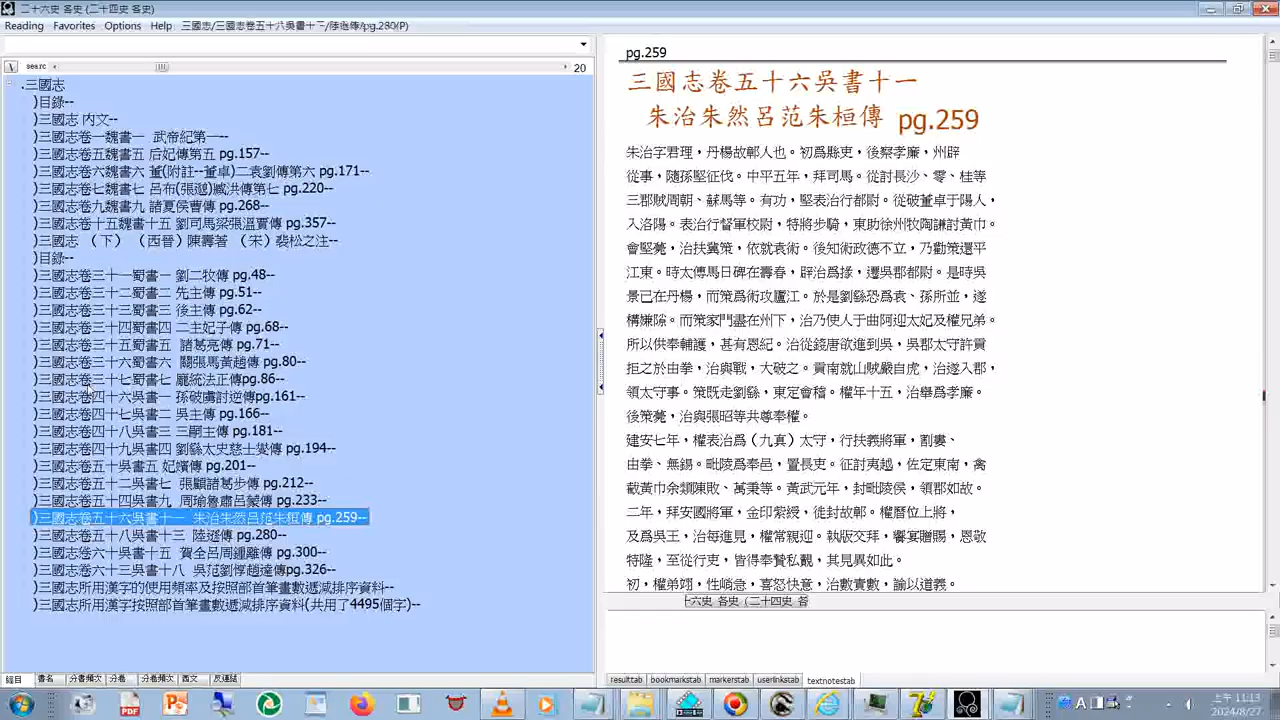 二十六史 各史 (二十四史 各史)
Reading Favorites Options Help 三國志/三國志卷五十六吳書十一/陸遜傳/pg.280(P)
searc 20
.三國志
)目錄--
)三國志 內文--
)三國志卷一魏書一 武帝紀第一--
)三國志卷五魏書五 后妃傳第五 pg.157--
)三國志卷六魏書六 董(附註--董卓)二袁劉傳第六 pg.171--
)三國志卷七魏書七 呂布(張邈)臧洪傳第七 pg.220--
)三國志卷九魏書九 諸夏侯曹傳 pg.268--
)三國志卷十五魏書十五 劉司馬梁張溫賈傳 pg.357--
)三國志 （下） （西晉）陳壽著 （宋）裴松之注--
)目錄--
)三國志卷三十一蜀書一 劉二牧傳 pg.48--
)三國志卷三十二蜀書二 先主傳 pg.51--
)三國志卷三十三蜀書三 後主傳 pg.62--
)三國志卷三十四蜀書四 二主妃子傳 pg.68--
)三國志卷三十五蜀書五 諸葛亮傳 pg.71--
)三國志卷三十六蜀書六 關張馬黃趙傳 pg.80--
)三國志卷三十七蜀書七 龐統法正傳pg.86--
)三國志卷四十六吳書一 孫破虜討逆傳pg.161--
)三國志卷四十七吳書二 吳主傳 pg.166--
)三國志卷四十八吳書三 三嗣主傳 pg.181--
)三國志卷四十九吳書四 劉繇太史慈士燮傳 pg.194--
)三國志卷五十吳書五 妃嬪傳 pg.201--
)三國志卷五十二吳書七 張顧諸葛步傳 pg.212--
)三國志卷五十四吳書九 周瑜魯肅呂蒙傳 pg.233--
)三國志卷五十六吳書十一 朱治朱然呂范朱桓傳 pg.259--
)三國志卷五十八吳書十三 陸遜傳 pg.280--
)三國志卷六十吳書十五 賀全呂周鍾離傳 pg.300--
)三國志卷六十三吳書十八 吳范劉惇趙達傳pg.326--
)三國志所用漢字的使用頻率及按照部首筆畫數遞減排序資料--
)三國志所用漢字按照部首筆畫數遞減排序資料(共用了4495個字)--
pg.259
三國志卷五十六吳書十一
朱治朱然呂范朱桓傳 pg.259
朱治字君理，丹楊故鄣人也。初爲縣吏，後察孝廉，州辟
從事，隨孫堅征伐。中平五年，拜司馬。從討長沙、零、桂等
三郡賊周朝、蘇馬等。有功，堅表治行都尉。從破董卓于陽人，
入洛陽。表治行督軍校尉，特將步騎，東助徐州牧陶謙討黃巾。
會堅薨，治扶冀策，依就袁術。後知術政德不立，乃勸策還平
江東。時太傅馬日磾在壽春，辟治爲掾，遷吳郡都尉。是時吳
景已在丹楊，而策爲術攻廬江。於是劉繇恐爲袁、孫所並，遂
構嫌隙。而策家門盡在州下，治乃使人于曲阿迎太妃及權兄弟。
所以供奉輔護，甚有恩紀。治從錢唐欲進到吳，吳郡太守許貢
拒之於由拳，治與戰，大破之。貢南就山賊嚴白虎，治遂入郡，
領太守事。策既走劉繇，東定會稽。權年十五，治舉爲孝廉。
後策薨，治與張昭等共尊奉權。
建安七年，權表治爲（九真）太守，行扶義將軍，割婁、
由拳、無錫。毗陵爲奉邑，置長吏。征討夷越，佐定東南，禽
截黃巾余類陳敗、萬秉等。黃武元年，封毗陵侯，領郡如故。
二年，拜安國將軍，金印紫綬，徙封故鄣。權歷位上將，
及爲吳王，治每進見，權常親迎。執版交拜，饗宴贈賜，恩敬
特隆，至從行吏，皆得奉贄私覿，其見異如此。
初，權弟翊，性峭急，喜怒快意，治數責數，諭以道義。
十六史 各史 (二十四史 各
resulttab bookmarkstab markerstab userlinkstab textnotestab
上午 11:13
2024/8/27